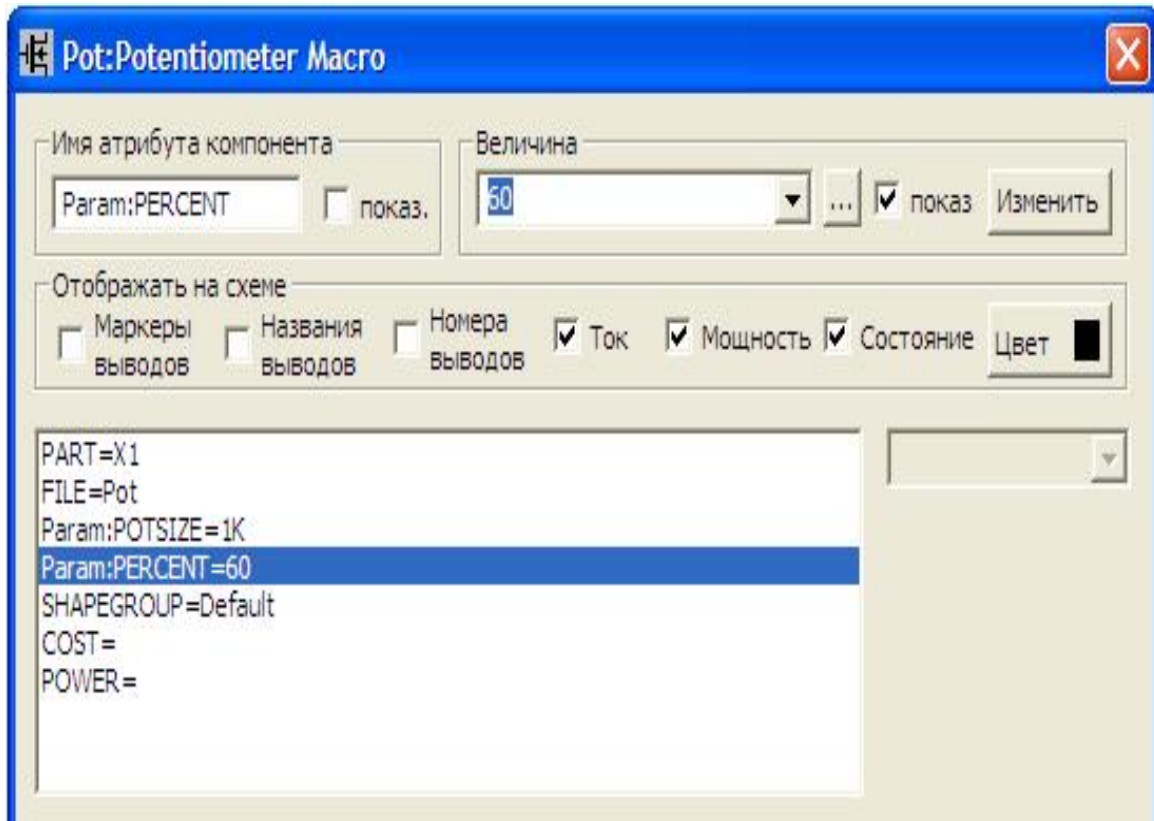 Pot:Potentiometer Macro
Имя атрибута компонента
Величина
Param:PERCENT
показ.
60
...
показ
Изменить
Отображать на схеме
Маркеры выводов
Названия выводов
Номера выводов
Ток
Мощность
Состояние
Цвет
PART=X1
FILE=Pot
Param:POTSIZE=1K
Param:PERCENT=60
SHAPEGROUP=Default
COST=
POWER=